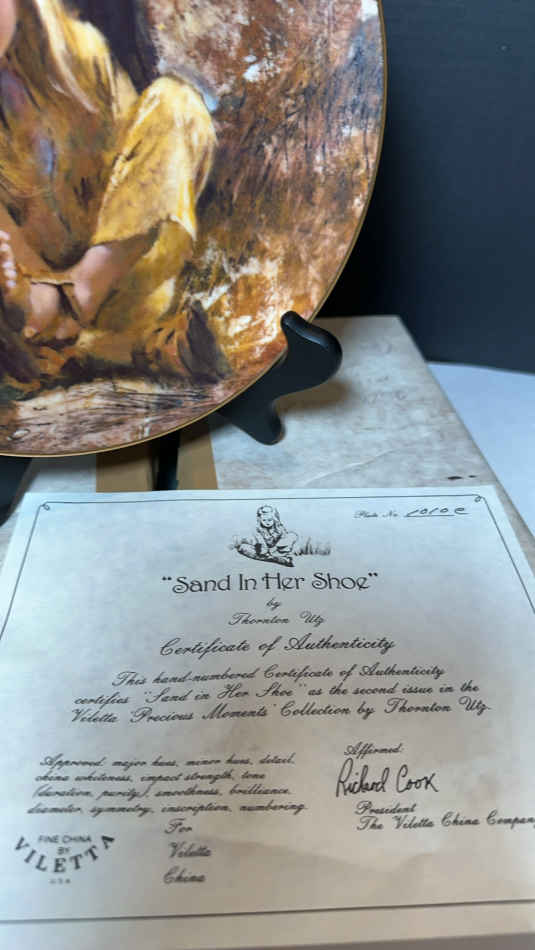 Plate No. 1010 e
"Sand In Her Shoe"
by
Thornton Utz
Certificate of Authenticity
This hand-numbered Certificate of Authenticity
certifies "Sand in Her Shoe" as the second issue in the
Viletta 'Precious Moments' Collection by Thornton Utz.
Approved: major hues, minor hues, detail,
china whiteness, impact strength, tone
(duration, purity), smoothness, brilliance,
diameter, symmetry, inscription, numbering.
For
Viletta
China
Affirmed:
Richard Cook
President
The Viletta China Company
FINE CHINA
BY
VILETTA
U.S.A.